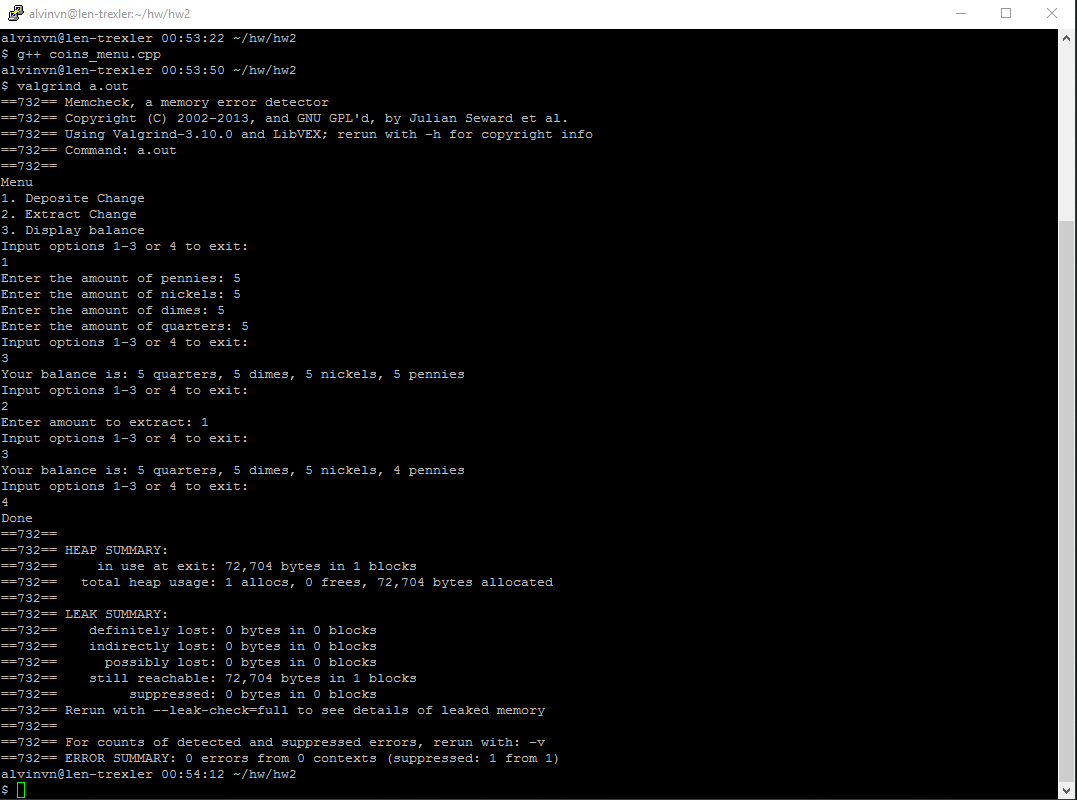 alvinvn@len-trexler:~/hw/hw2
alvinvn@len-trexler 00:53:22 ~/hw/hw2
$ g++ coins_menu.cpp
alvinvn@len-trexler 00:53:50 ~/hw/hw2
$ valgrind a.out
==732== Memcheck, a memory error detector
==732== Copyright (C) 2002-2013, and GNU GPL'd, by Julian Seward et al.
==732== Using Valgrind-3.10.0 and LibVEX; rerun with -h for copyright info
==732== Command: a.out
==732==
Menu
1. Deposite Change
2. Extract Change
3. Display balance
Input options 1-3 or 4 to exit:
1
Enter the amount of pennies: 5
Enter the amount of nickels: 5
Enter the amount of dimes: 5
Enter the amount of quarters: 5
Input options 1-3 or 4 to exit:
3
Your balance is: 5 quarters, 5 dimes, 5 nickels, 5 pennies
Input options 1-3 or 4 to exit:
2
Enter amount to extract: 1
Input options 1-3 or 4 to exit:
3
Your balance is: 5 quarters, 5 dimes, 5 nickels, 4 pennies
Input options 1-3 or 4 to exit:
4
Done
==732==
==732== HEAP SUMMARY:
==732==     in use at exit: 72,704 bytes in 1 blocks
==732==   total heap usage: 1 allocs, 0 frees, 72,704 bytes allocated
==732==
==732== LEAK SUMMARY:
==732==    definitely lost: 0 bytes in 0 blocks
==732==    indirectly lost: 0 bytes in 0 blocks
==732==      possibly lost: 0 bytes in 0 blocks
==732==    still reachable: 72,704 bytes in 1 blocks
==732==         suppressed: 0 bytes in 0 blocks
==732== Rerun with --leak-check=full to see details of leaked memory
==732==
==732== For counts of detected and suppressed errors, rerun with: -v
==732== ERROR SUMMARY: 0 errors from 0 contexts (suppressed: 1 from 1)
alvinvn@len-trexler 00:54:12 ~/hw/hw2
$